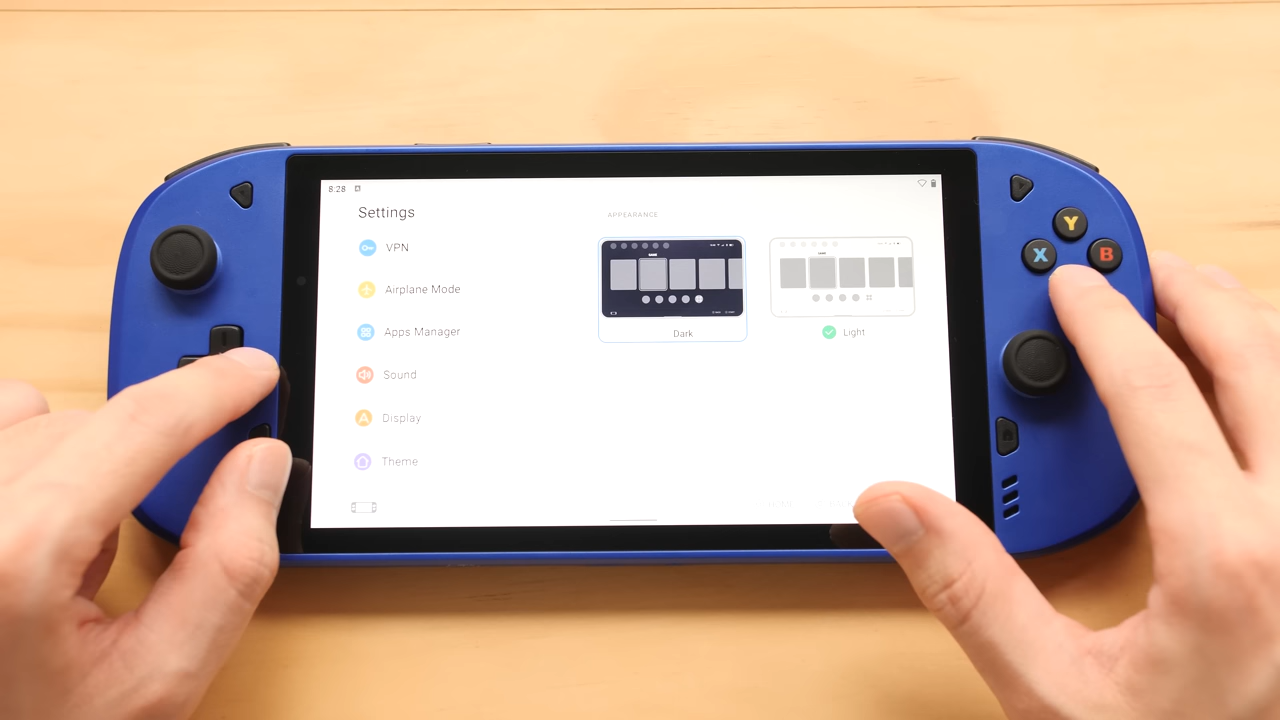 8:28
Settings
APPEARANCE
VPN
Airplane Mode
Apps Manager
Sound
Display
Theme
Dark
Light
Y
X
B